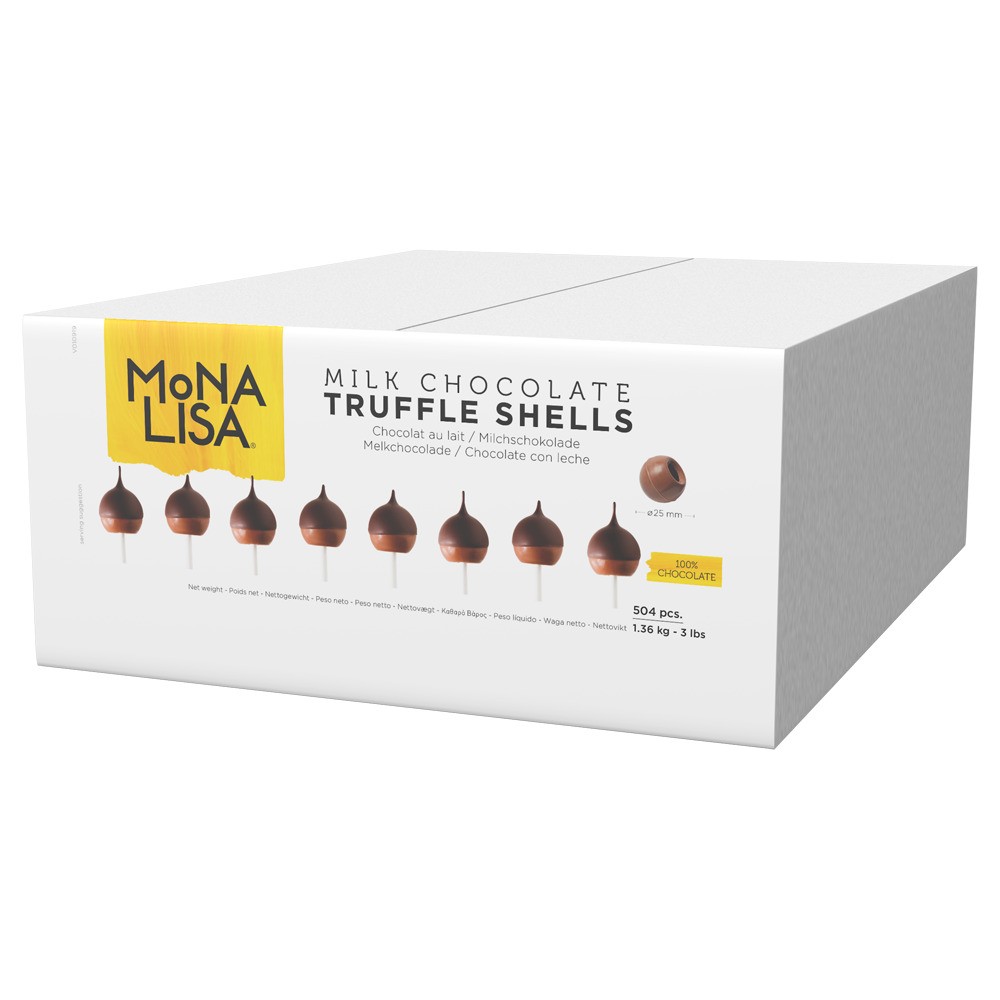 MoNA
LISA®
MILK CHOCOLATE
TRUFFLE SHELLS
Chocolat au lait / Milchschokolade
Melkchocolade / Chocolate con leche
ø25 mm
serving suggestion
100%
CHOCOLATE
Net weight - Poids net - Nettogewicht - Peso neto - Peso netto - Nettovægt - Καθαρό Βάρος - Peso líquido - Waga netto - Nettovikt
504 pcs.
1.36 kg - 3 lbs